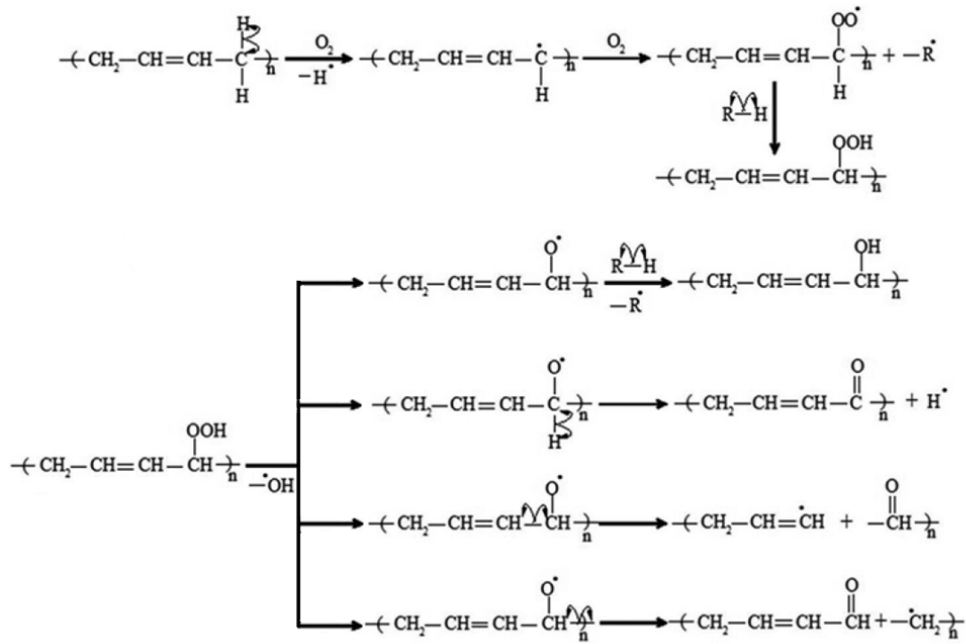 H
O₂
O₂
OO•
-(-CH₂-CH=CH-C-)-n
-H•
-(-CH₂-CH=CH-Ċ-)-n
-(-CH₂-CH=CH-C-)-n + -R•
H
H
H
R-H
OOH
-(-CH₂-CH=CH-CH-)-n
O•
R-H
OH
-(-CH₂-CH=CH-CH-)-n
-R•
-(-CH₂-CH=CH-CH-)-n
O•
O
-(-CH₂-CH=CH-C-)-n
-(-CH₂-CH=CH-C-)-n + H•
H
OOH
-(-CH₂-CH=CH-CH-)-n
-•OH
O•
O
-(-CH₂-CH=CH-CH-)-n
-(-CH₂-CH=ĊH + -CH-)-n
O•
O
-(-CH₂-CH=CH-CH-)-n
-(-CH₂-CH=CH-CH + -ĊH₂-)-n